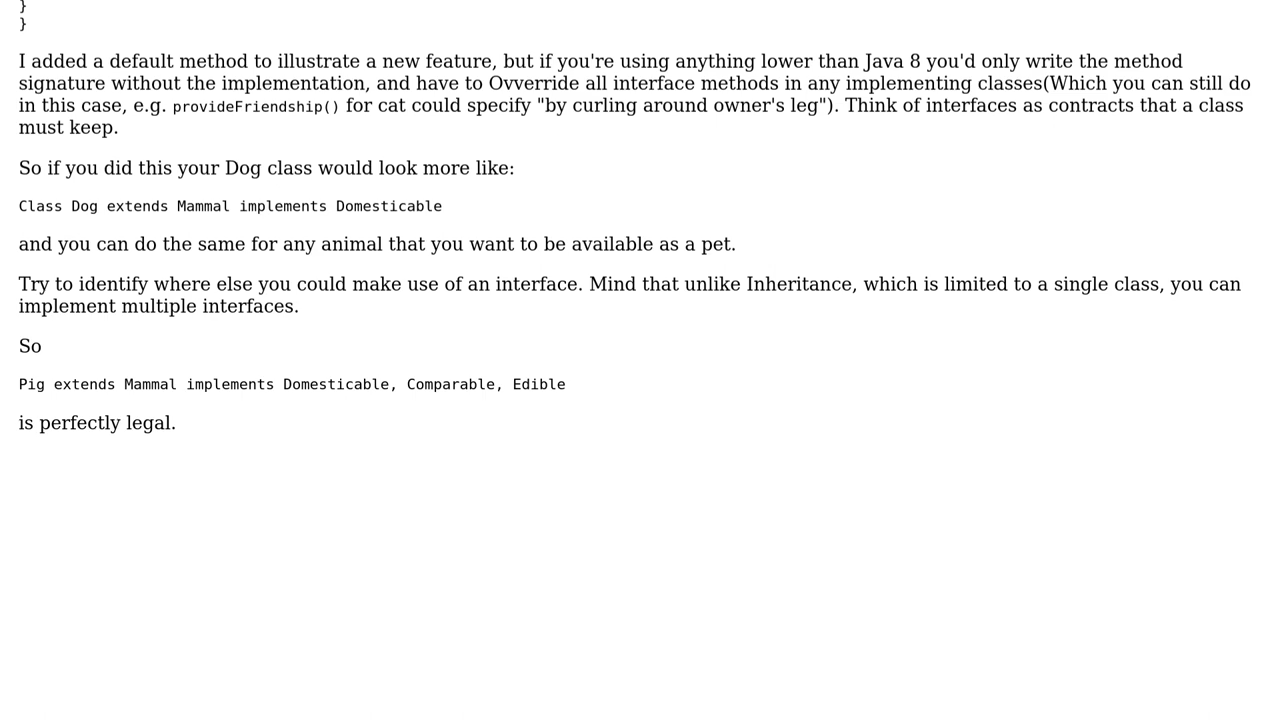 }
}
I added a default method to illustrate a new feature, but if you're using anything lower than Java 8 you'd only write the method
signature without the implementation, and have to Ovverride all interface methods in any implementing classes(Which you can still do
in this case, e.g. provideFriendship() for cat could specify "by curling around owner's leg"). Think of interfaces as contracts that a class
must keep.
So if you did this your Dog class would look more like:
Class Dog extends Mammal implements Domesticable
and you can do the same for any animal that you want to be available as a pet.
Try to identify where else you could make use of an interface. Mind that unlike Inheritance, which is limited to a single class, you can
implement multiple interfaces.
So
Pig extends Mammal implements Domesticable, Comparable, Edible
is perfectly legal.